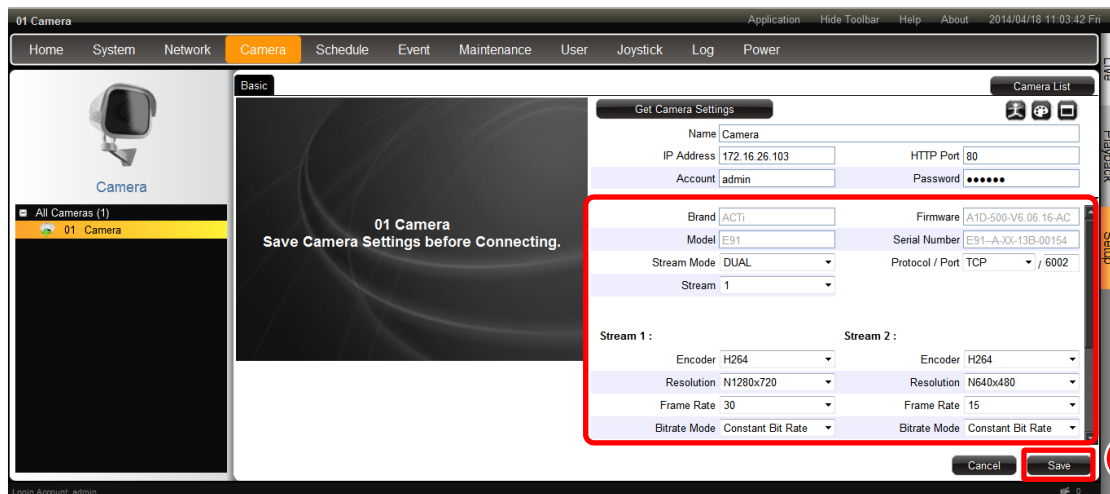 01 Camera Application Hide Toolbar Help About 2014/04/18 11:03:42 Fri
Home System Network Camera Schedule Event Maintenance User Joystick Log Power
Live
Playback
Setup
Basic Camera List
Camera
All Cameras (1)
01 Camera
01 Camera
Save Camera Settings before Connecting.
Get Camera Settings
Name Camera
IP Address 172.16.26.103 HTTP Port 80
Account admin Password ●●●●●●
Brand ACTi Firmware A1D-500-V6.06.16-AC
Model E91 Serial Number E91--A-XX-13B-00154
Stream Mode DUAL Protocol / Port TCP / 6002
Stream 1
Stream 1 : Stream 2 :
Encoder H264 Encoder H264
Resolution N1280x720 Resolution N640x480
Frame Rate 30 Frame Rate 15
Bitrate Mode Constant Bit Rate Bitrate Mode Constant Bit Rate
Cancel Save
Login Account: admin 0